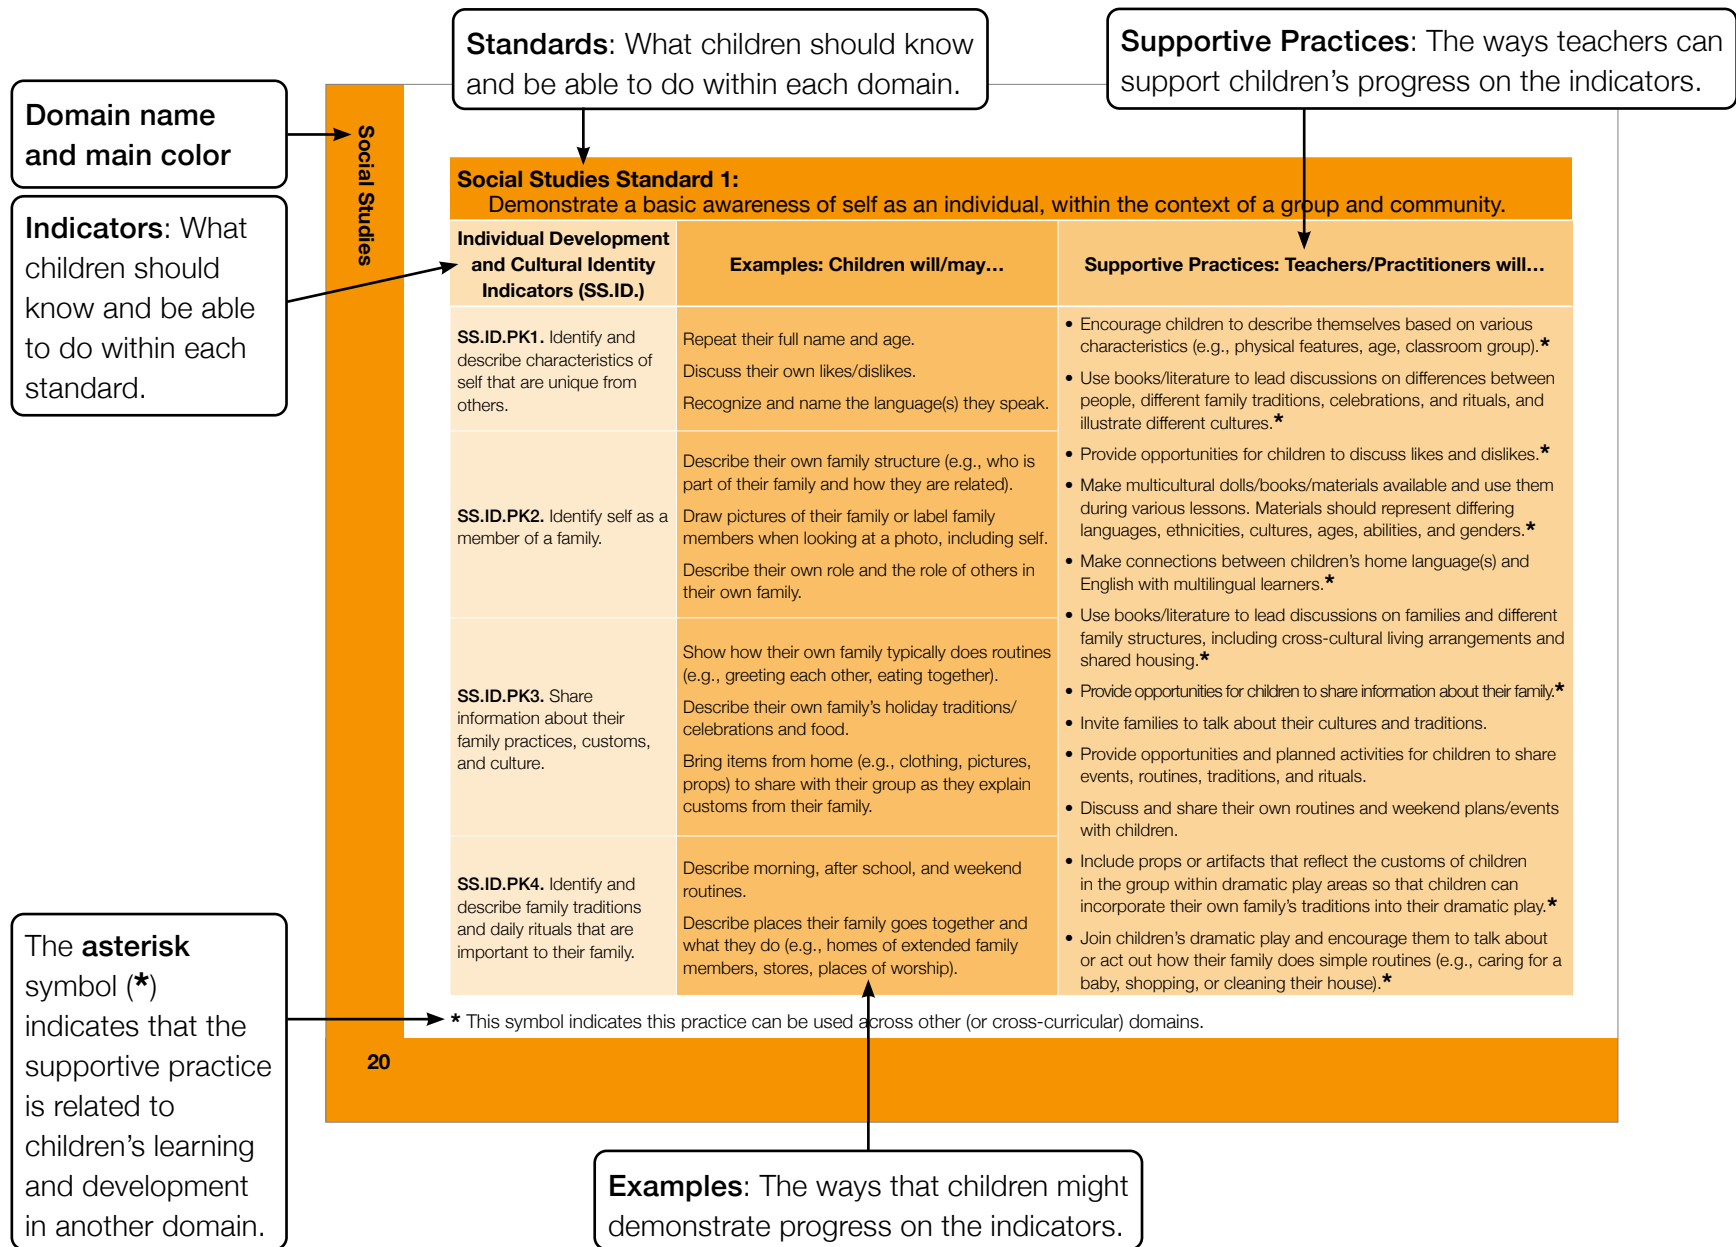 Standards: What children should know
and be able to do within each domain.
Supportive Practices: The ways teachers can
support children’s progress on the indicators.
Domain name
and main color
Indicators: What
children should
know and be able
to do within each
standard.
Social Studies
Social Studies Standard 1:
Demonstrate a basic awareness of self as an individual, within the context of a group and community.
Individual Development
and Cultural Identity
Indicators (SS.ID.)
Examples: Children will/may…
Supportive Practices: Teachers/Practitioners will…
SS.ID.PK1. Identify and
describe characteristics of
self that are unique from
others.
Repeat their full name and age.
Discuss their own likes/dislikes.
Recognize and name the language(s) they speak.
SS.ID.PK2. Identify self as a
member of a family.
Describe their own family structure (e.g., who is
part of their family and how they are related).
Draw pictures of their family or label family
members when looking at a photo, including self.
Describe their own role and the role of others in
their own family.
SS.ID.PK3. Share
information about their
family practices, customs,
and culture.
Show how their own family typically does routines
(e.g., greeting each other, eating together).
Describe their own family’s holiday traditions/
celebrations and food.
Bring items from home (e.g., clothing, pictures,
props) to share with their group as they explain
customs from their family.
SS.ID.PK4. Identify and
describe family traditions
and daily rituals that are
important to their family.
Describe morning, after school, and weekend
routines.
Describe places their family goes together and
what they do (e.g., homes of extended family
members, stores, places of worship).
• Encourage children to describe themselves based on various
characteristics (e.g., physical features, age, classroom group).*
• Use books/literature to lead discussions on differences between
people, different family traditions, celebrations, and rituals, and
illustrate different cultures.*
• Provide opportunities for children to discuss likes and dislikes.*
• Make multicultural dolls/books/materials available and use them
during various lessons. Materials should represent differing
languages, ethnicities, cultures, ages, abilities, and genders.*
• Make connections between children’s home language(s) and
English with multilingual learners.*
• Use books/literature to lead discussions on families and different
family structures, including cross-cultural living arrangements and
shared housing.*
• Provide opportunities for children to share information about their family.*
• Invite families to talk about their cultures and traditions.
• Provide opportunities and planned activities for children to share
events, routines, traditions, and rituals.
• Discuss and share their own routines and weekend plans/events
with children.
• Include props or artifacts that reflect the customs of children
in the group within dramatic play areas so that children can
incorporate their own family’s traditions into their dramatic play.*
• Join children’s dramatic play and encourage them to talk about
or act out how their family does simple routines (e.g., caring for a
baby, shopping, or cleaning their house).*
* This symbol indicates this practice can be used across other (or cross-curricular) domains.
20
The asterisk
symbol (*)
indicates that the
supportive practice
is related to
children’s learning
and development
in another domain.
Examples: The ways that children might
demonstrate progress on the indicators.